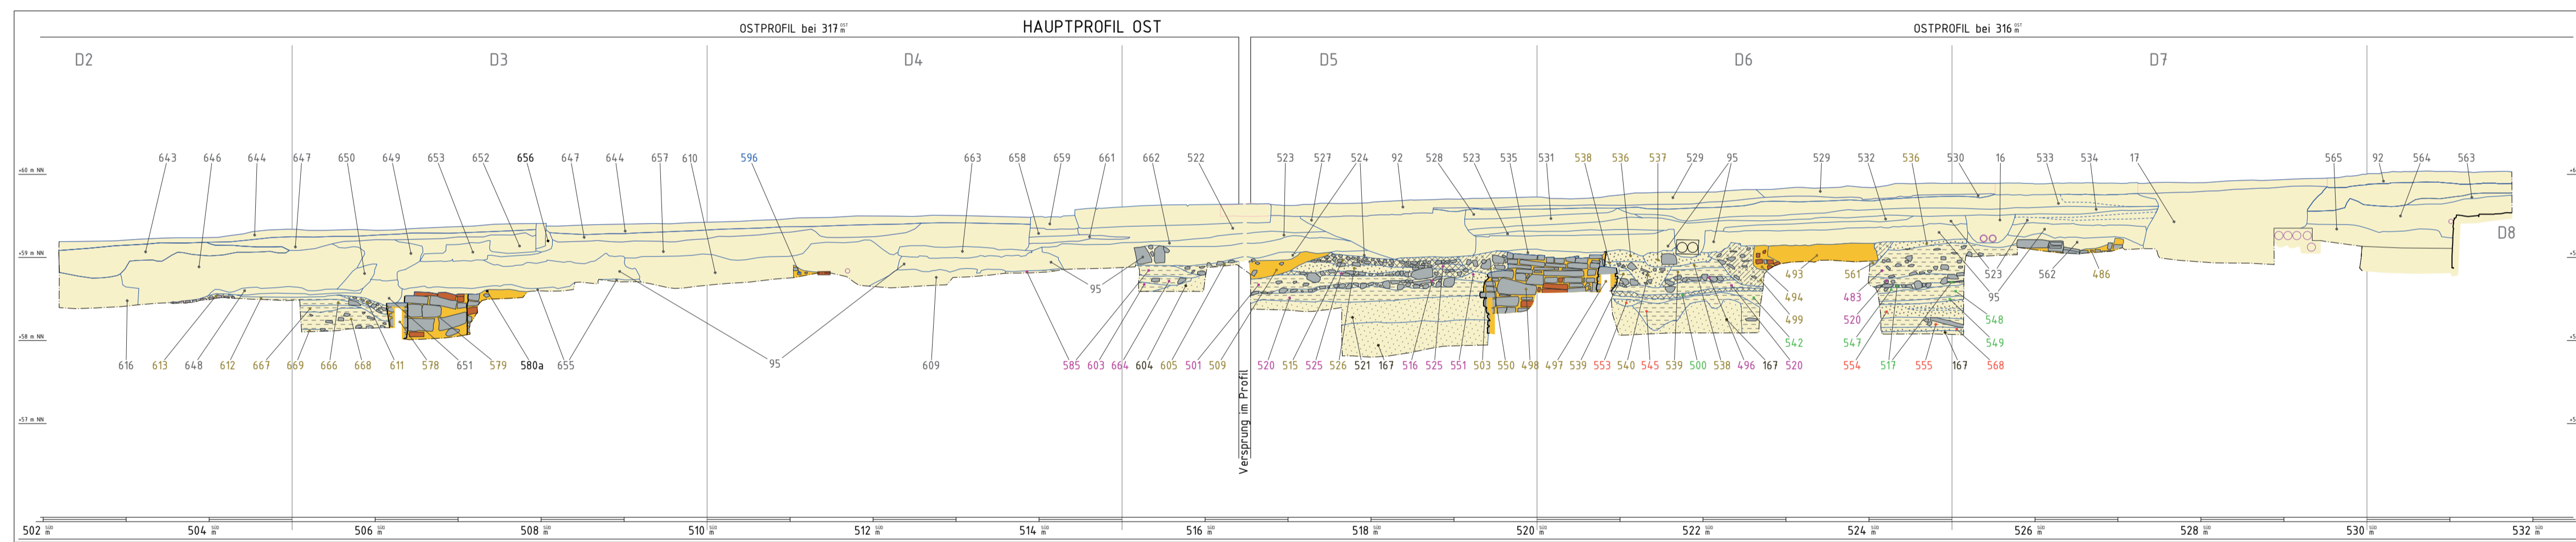 OSTPROFIL bei 317 OST m HAUPTPROFIL OST OSTPROFIL bei 316 OST m
D2 D3 D4 D5 D6 D7
643 646 644 647 650 649 653 652 656 647 644 657 610 596 663 658 659 661 662 522 523 527 524 92 528 523 535 531 538 536 537 529 95 529 532 536 530 16 533 534 17 565 92 564 563
+60 m NN
D8
+59 m NN
493 561 523 562 486
95
494 483 95
499 520 548
+58 m NN
542 547 549
616 613 648 612 667 669 666 668 611 578 651 579 580a 655 95 609 585 603 664 604 605 501 509 520 515 525 526 521 167 516 525 551 503 550 498 497 539 553 540 545 539 500 538 496 167 520 554 517 555 167 568
Versprung im Profil
+57 m NN
502 m 504 m 506 m 508 m 510 m 512 m 514 m 516 m 518 m 520 m 522 m 524 m 526 m 528 m 530 m 532 m